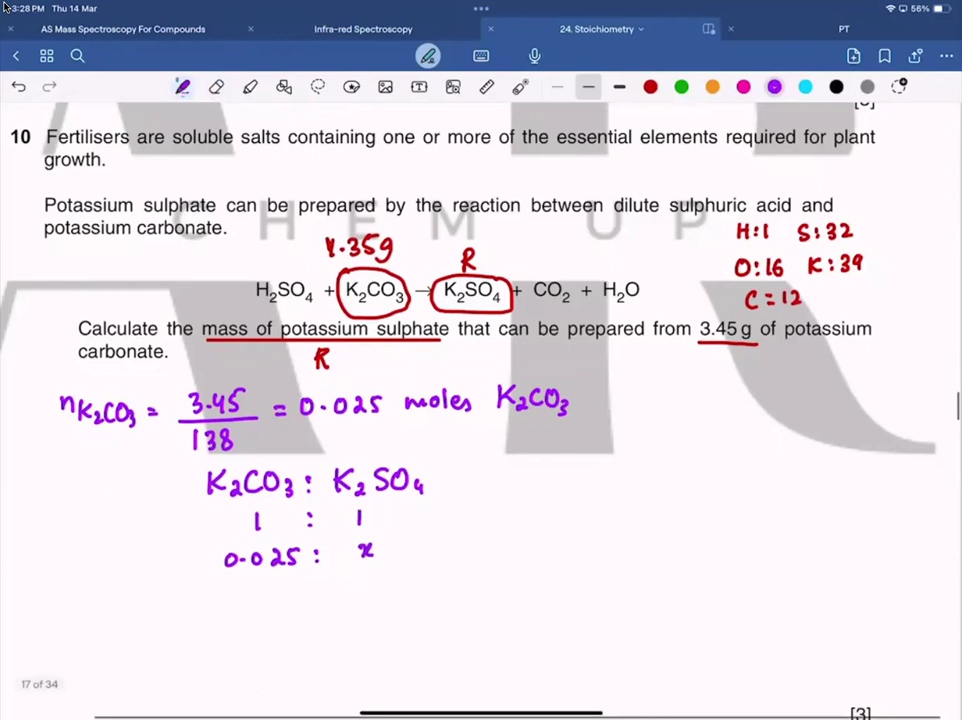 3:28 PM Thu 14 Mar
56%
AS Mass Spectroscopy For Compounds
Infra-red Spectroscopy
24. Stoichiometry
PT
[3]
10 Fertilisers are soluble salts containing one or more of the essential elements required for plant
growth.
Potassium sulphate can be prepared by the reaction between dilute sulphuric acid and
potassium carbonate.
CHEM UP
H:1 S:32
O:16 K:39
C=12
4.35g
R
H₂SO₄ + K₂CO₃ → K₂SO₄ + CO₂ + H₂O
Calculate the mass of potassium sulphate that can be prepared from 3.45 g of potassium
carbonate.
R
nK₂CO₃ = 3.45/138 = 0.025 moles K₂CO₃
K₂CO₃ : K₂SO₄
1 : 1
0.025 : x
17 of 34
[3]